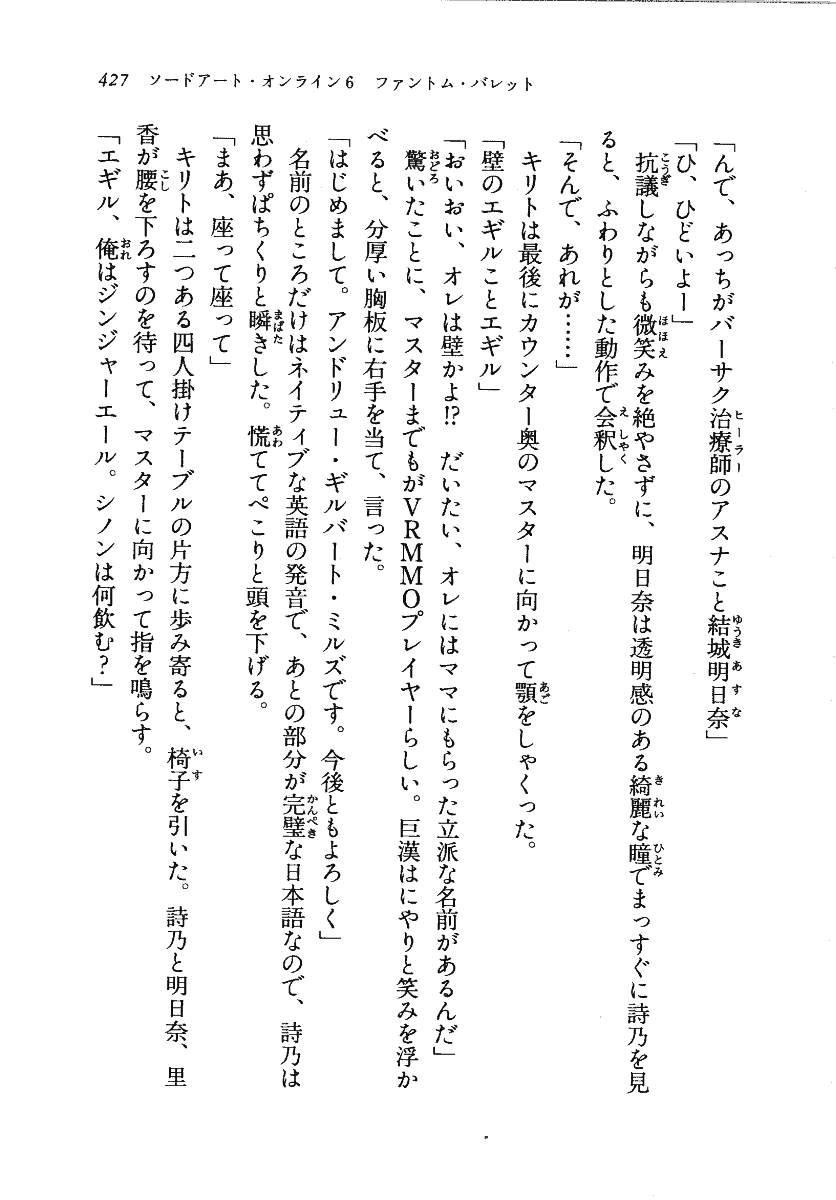 427 ソードアート・オンライン6 ファントム・バレット
「んで、あっちがバーサク治療師のアスナこと結城明日奈」
「ひ、ひどいよー」
抗議しながらも微笑みを絶やさずに、明日奈は透明感のある綺麗な瞳でまっすぐに詩乃を見
ると、ふわりとした動作で会釈した。
「そんで、あれが……」
キリトは最後にカウンター奥のマスターに向かって顎をしゃくった。
「壁のエギルことエギル」
「おいおい、オレは壁かよ!? だいたい、オレにはママにもらった立派な名前があるんだ」
驚いたことに、マスターまでもがVRMMOプレイヤーらしい。巨漢はにやりと笑みを浮か
べると、分厚い胸板に右手を当て、言った。
「はじめまして。アンドリュー・ギルバート・ミルズです。今後ともよろしく」
名前のところだけはネイティブな英語の発音で、あとの部分が完璧な日本語なので、詩乃は
思わずぱちくりと瞬きした。慌ててぺこりと頭を下げる。
「まあ、座って座って」
キリトは二つある四人掛けテーブルの片方に歩み寄ると、椅子を引いた。詩乃と明日奈、里
香が腰を下ろすのを待って、マスターに向かって指を鳴らす。
「エギル、俺はジンジャーエール。シノンは何飲む?」